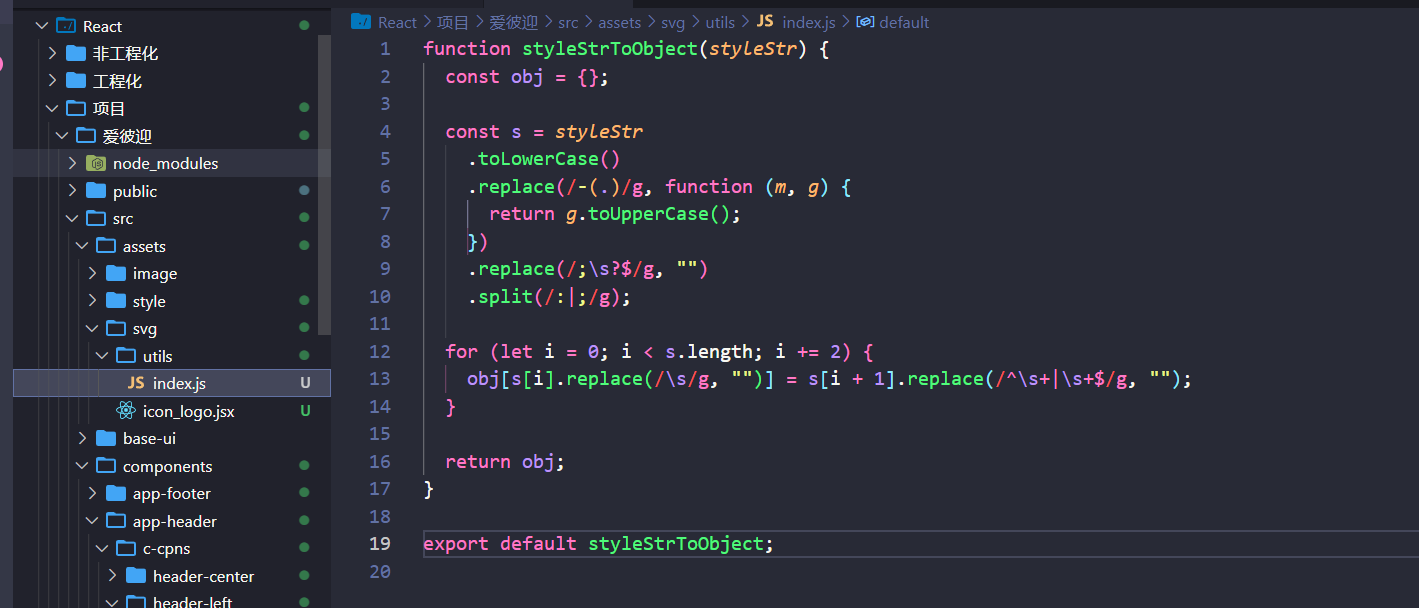 React
非工程化
工程化
项目
爱彼迎
node_modules
public
src
assets
image
style
svg
utils
JS index.js U
icon_logo.jsx U
base-ui
components
app-footer
app-header
c-cpns
header-center
header-left
React > 项目 > 爱彼迎 > src > assets > svg > utils > JS index.js > default
1 function styleStrToObject(styleStr) {
2 const obj = {};
3
4 const s = styleStr
5 .toLowerCase()
6 .replace(/-(.)/g, function (m, g) {
7 return g.toUpperCase();
8 })
9 .replace(/;\s?$/g, "")
10 .split(/:|;/g);
11
12 for (let i = 0; i < s.length; i += 2) {
13 obj[s[i].replace(/\s/g, "")] = s[i + 1].replace(/^\s+|\s+$/g, "");
14 }
15
16 return obj;
17 }
18
19 export default styleStrToObject;
20